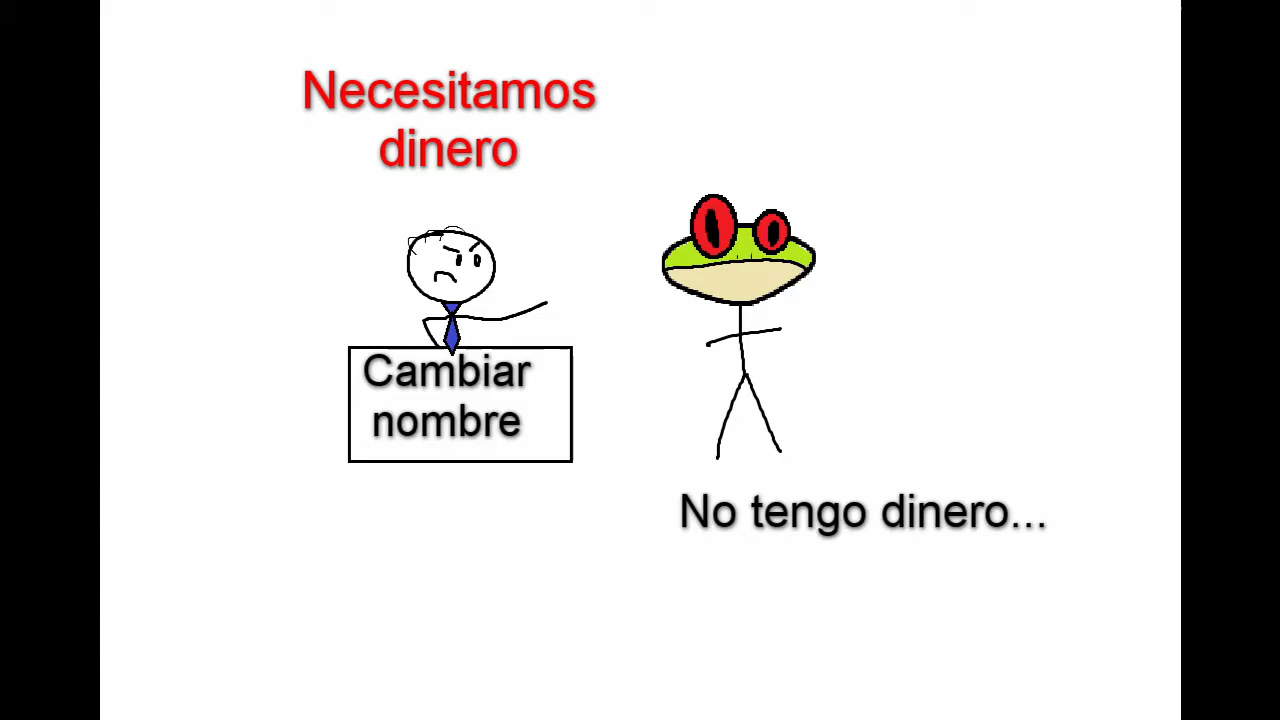 Necesitamos
dinero
Cambiar
nombre
No tengo dinero...